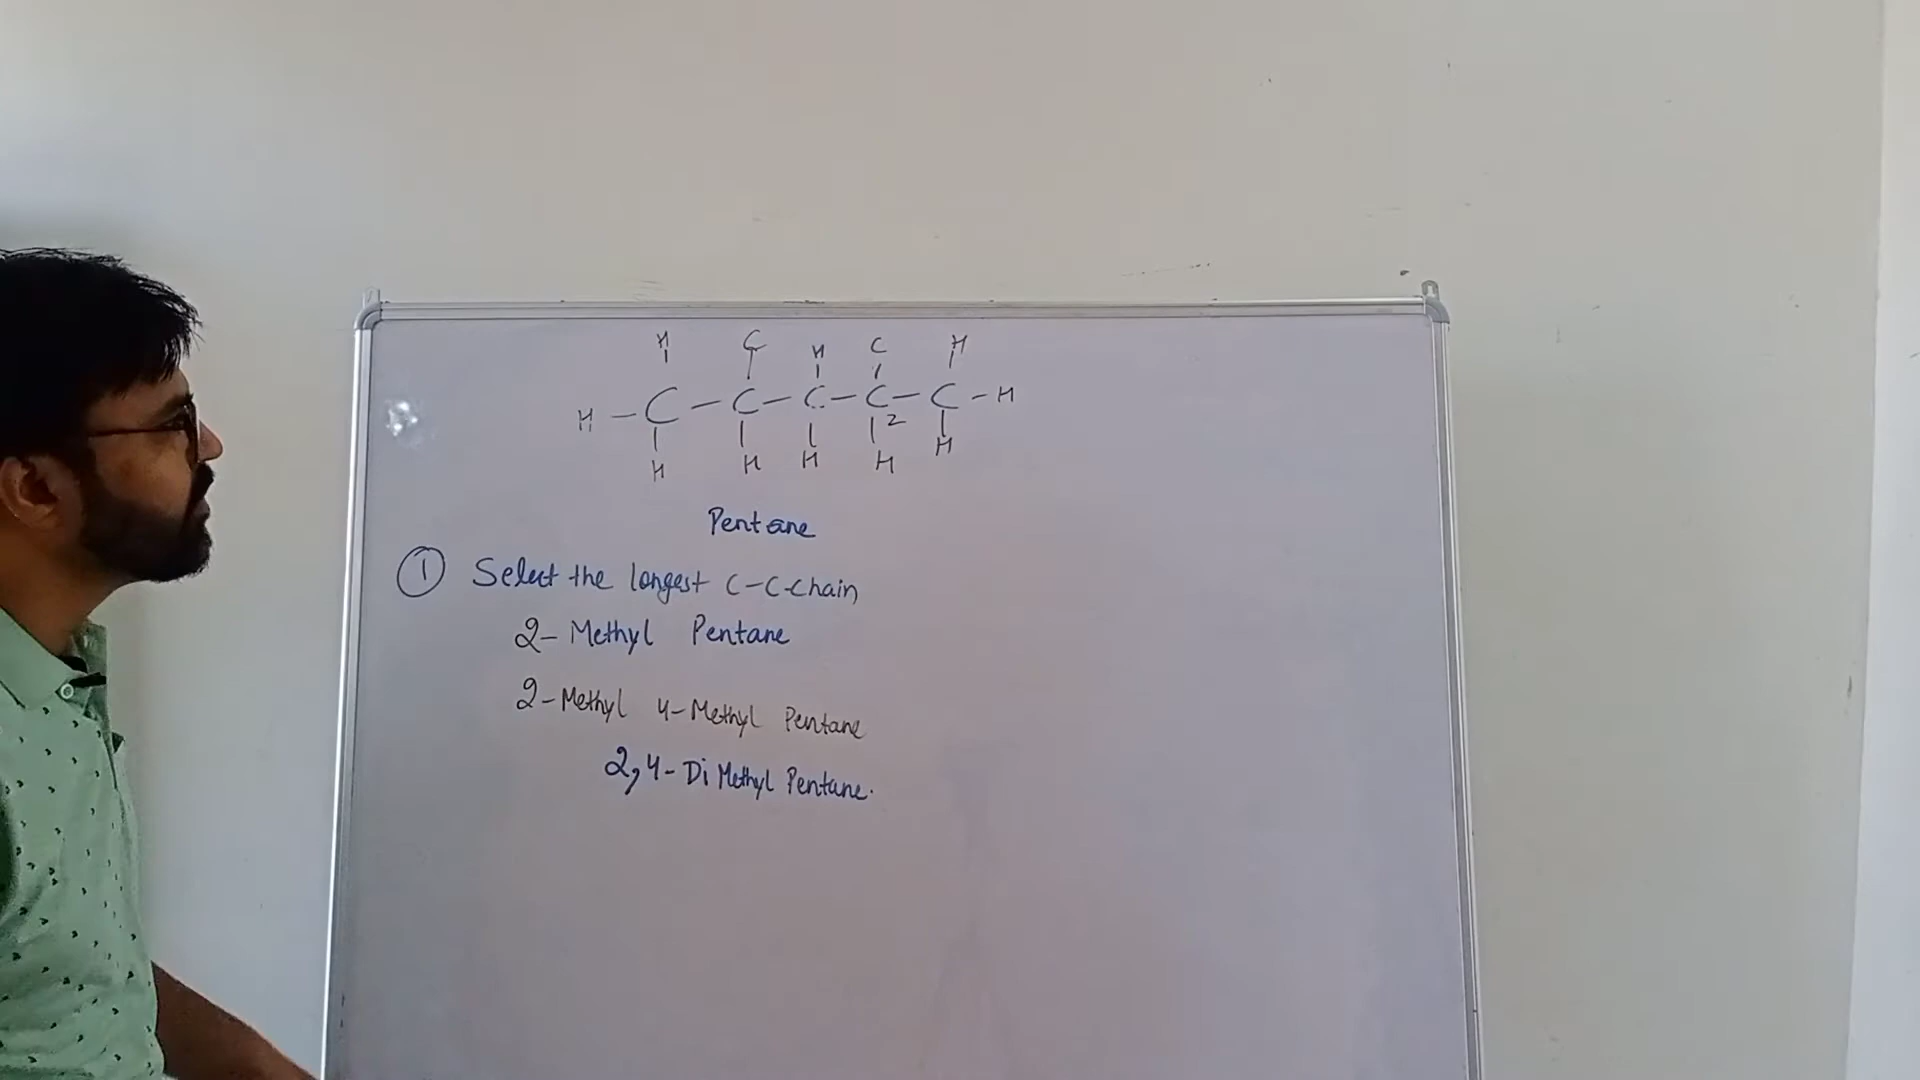 H C H C H
H - C - C - C - C - C - H
2
H H H H H
Pentane
1 Select the longest C-C-Chain
2- Methyl Pentane
2-Methyl 4-Methyl Pentane
2,4- Di Methyl Pentane.